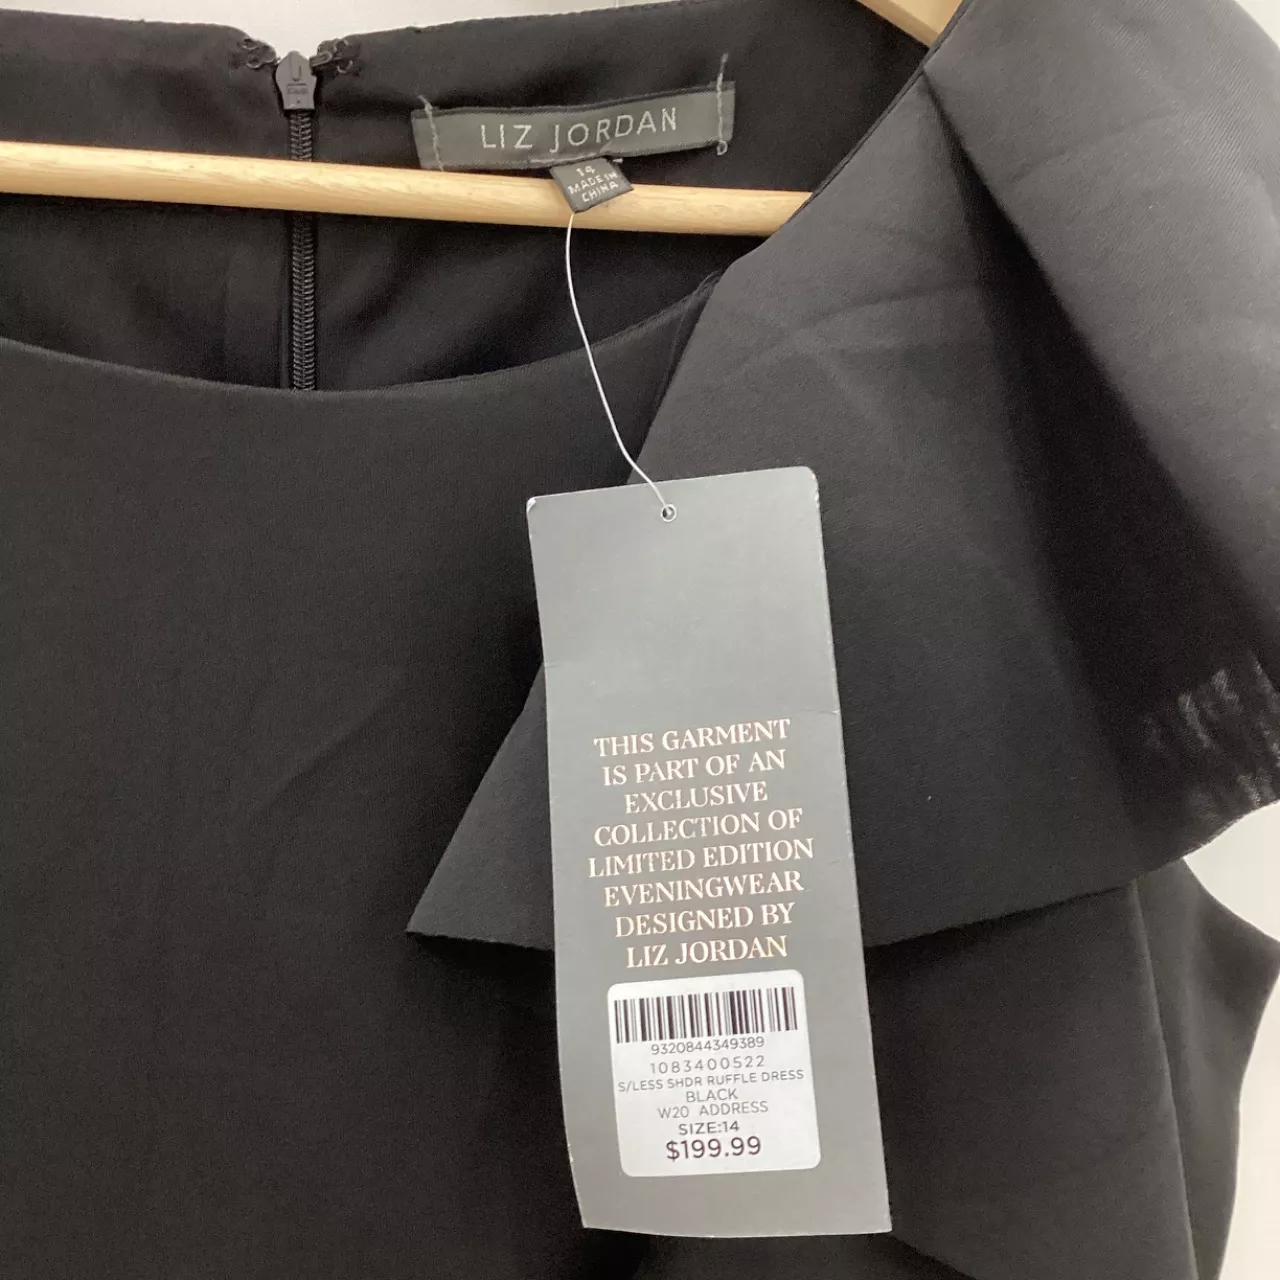 LIZ JORDAN
14
MADE IN
CHINA
THIS GARMENT
IS PART OF AN
EXCLUSIVE
COLLECTION OF
LIMITED EDITION
EVENINGWEAR
DESIGNED BY
LIZ JORDAN
9320844349389
1083400522
S/LESS SHDR RUFFLE DRESS
BLACK
W20 ADDRESS
SIZE:14
$199.99